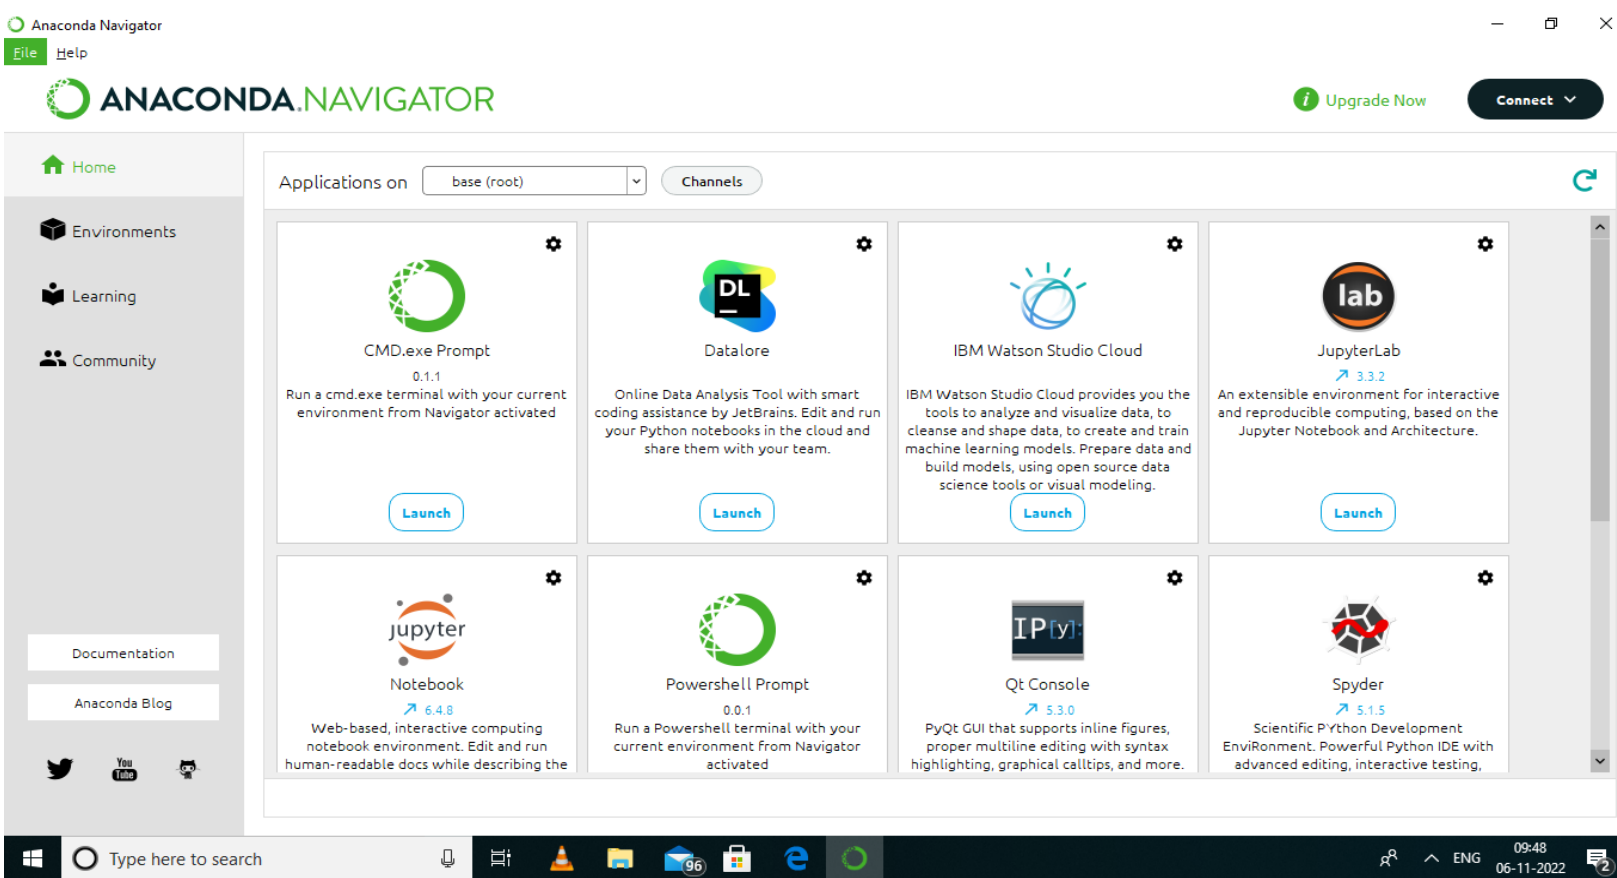 Anaconda Navigator
File Help
ANACONDA.NAVIGATOR
i Upgrade Now
Connect
Home
Environments
Learning
Community
Documentation
Anaconda Blog
You
Tube
Applications on base (root) Channels
CMD.exe Prompt
0.1.1
Run a cmd.exe terminal with your current
environment from Navigator activated
Launch
DL
Datalore
Online Data Analysis Tool with smart
coding assistance by JetBrains. Edit and run
your Python notebooks in the cloud and
share them with your team.
Launch
IBM Watson Studio Cloud
IBM Watson Studio Cloud provides you the
tools to analyze and visualize data, to
cleanse and shape data, to create and train
machine learning models. Prepare data and
build models, using open source data
science tools or visual modeling.
Launch
lab
JupyterLab
3.3.2
An extensible environment for interactive
and reproducible computing, based on the
Jupyter Notebook and Architecture.
Launch
jupyter
Notebook
6.4.8
Web-based, interactive computing
notebook environment. Edit and run
human-readable docs while describing the
Powershell Prompt
0.0.1
Run a Powershell terminal with your
current environment from Navigator
activated
IP[y]:
Qt Console
5.3.0
PyQt GUI that supports inline figures,
proper multiline editing with syntax
highlighting, graphical calltips, and more.
Spyder
5.1.5
Scientific PYthon Development
EnviRonment. Powerful Python IDE with
advanced editing, interactive testing,
Type here to search
96
ENG
09:48
06-11-2022
2